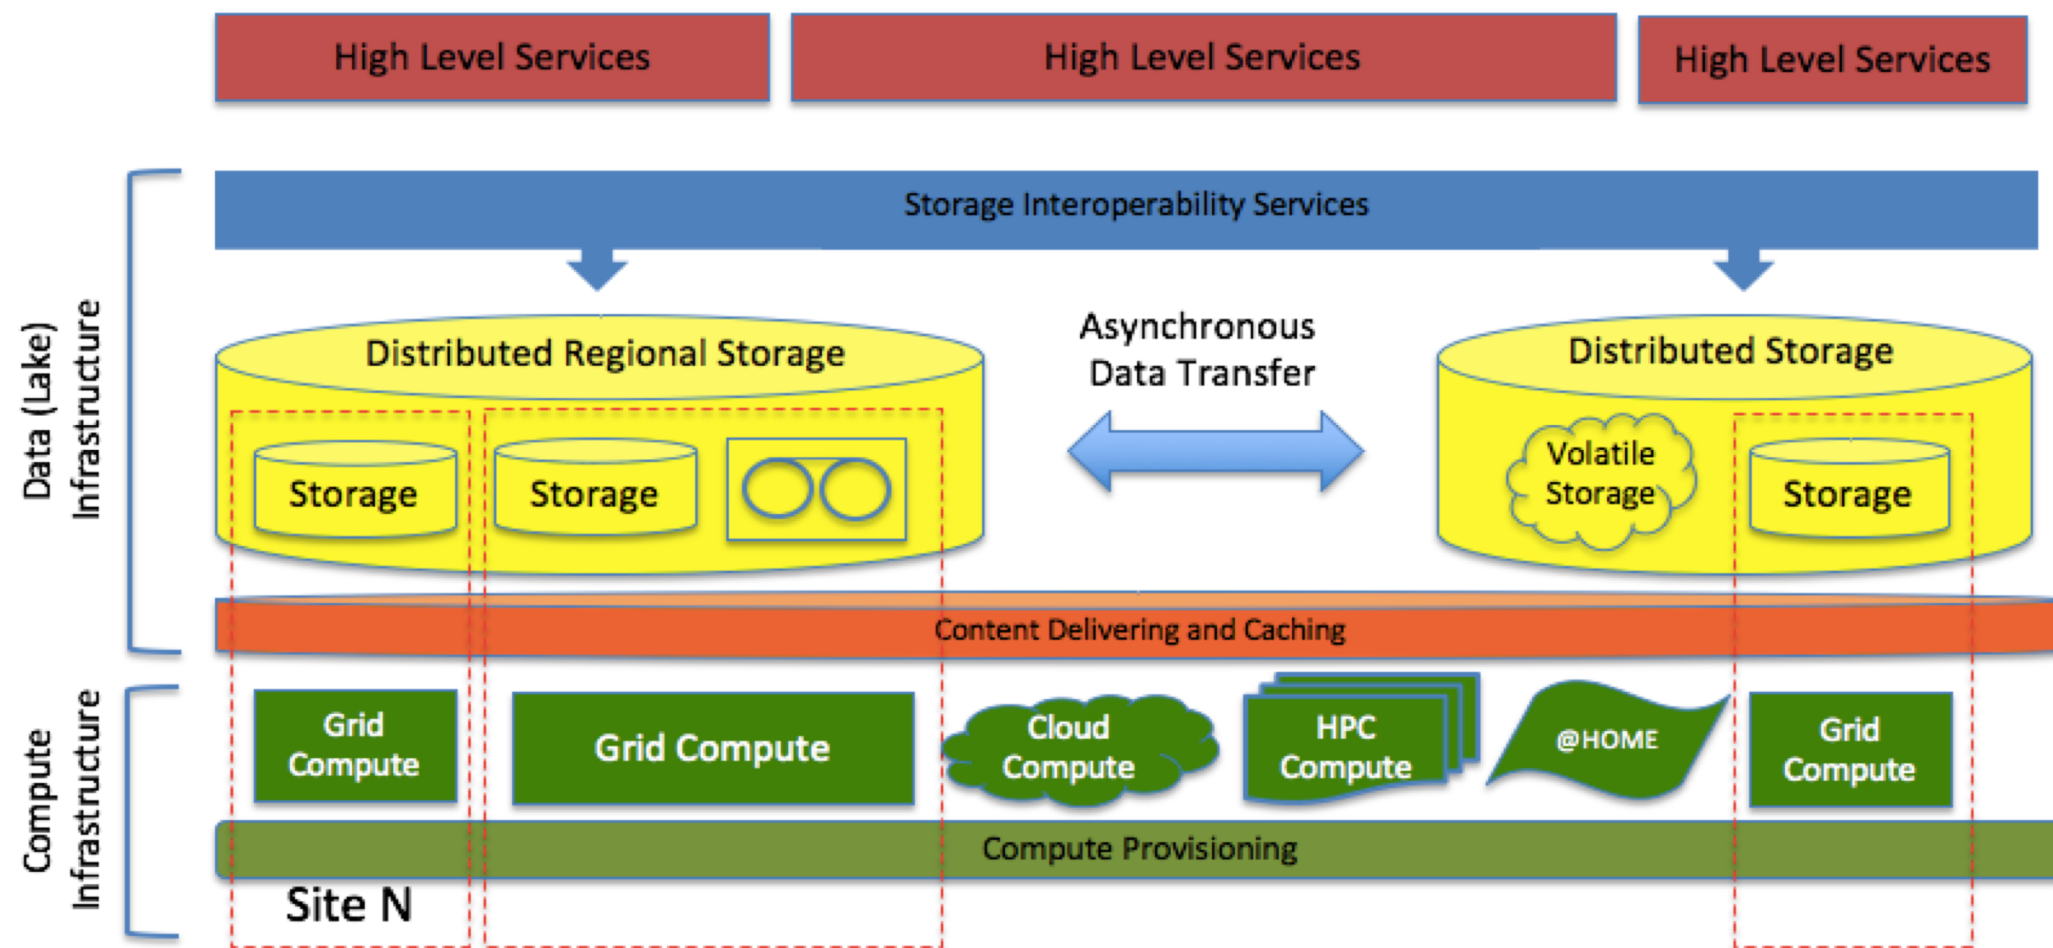 High Level Services
High Level Services
High Level Services
Storage Interoperability Services
Data (Lake)
Infrastructure
Distributed Regional Storage
Asynchronous
Data Transfer
Distributed Storage
Storage
Storage
Volatile
Storage
Storage
Content Delivering and Caching
Compute
Infrastructure
Grid
Compute
Grid Compute
Cloud
Compute
HPC
Compute
@HOME
Grid
Compute
Compute Provisioning
Site N